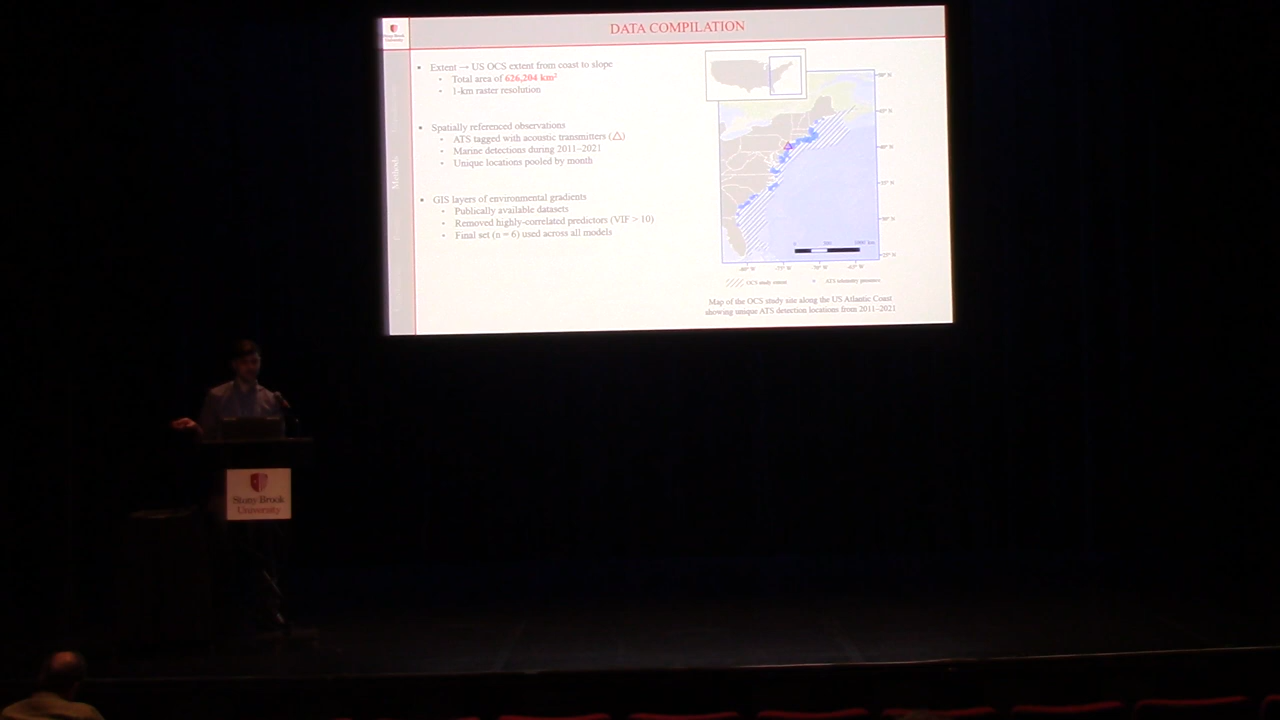 Stony Brook
University
DATA COMPILATION
Methods
• Extent → US OCS extent from coast to slope
• Total area of 626,204 km²
• 1-km raster resolution
• Spatially referenced observations
• ATS tagged with acoustic transmitters (△)
• Marine detections during 2011–2021
• Unique locations pooled by month
• GIS layers of environmental gradients
• Publically available datasets
• Removed highly-correlated predictors (VIF > 10)
• Final set (n = 6) used across all models
OCS study extent
ATS telemetry presence
Map of the OCS study site along the US Atlantic Coast
showing unique ATS detection locations from 2011–2021
Stony Brook
University